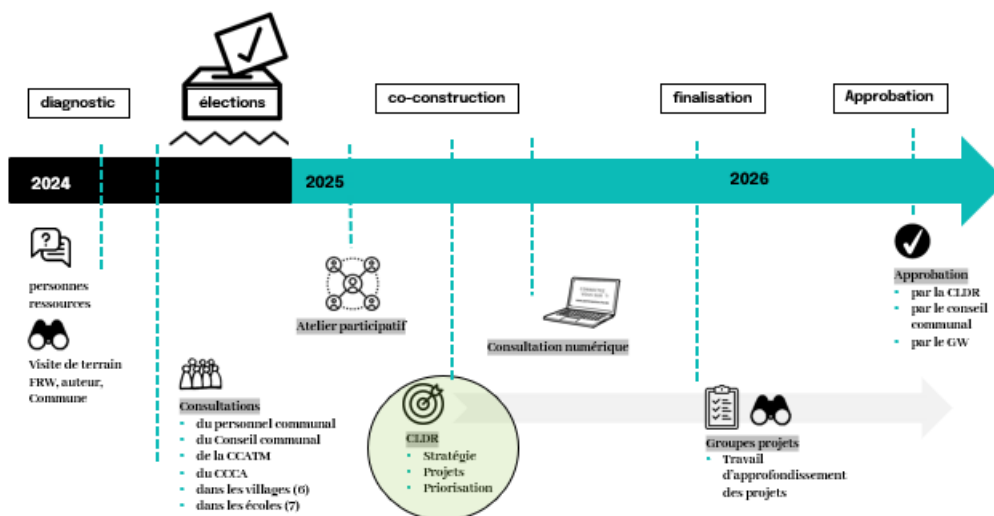 diagnostic
élections
co-construction
finalisation
Approbation
2024
2025
2026
personnes
ressources
Visite de terrain
FRW, auteur,
Commune
Consultations
du personnel communal
du Conseil communal
de la CCATM
du CCCA
dans les villages (6)
dans les écoles (7)
Atelier participatif
CLDR
Stratégie
Projets
Priorisation
Consultation numérique
Groupes projets
Travail
d'approfondissement
des projets
Approbation
par la CLDR
par le conseil
communal
par le GW